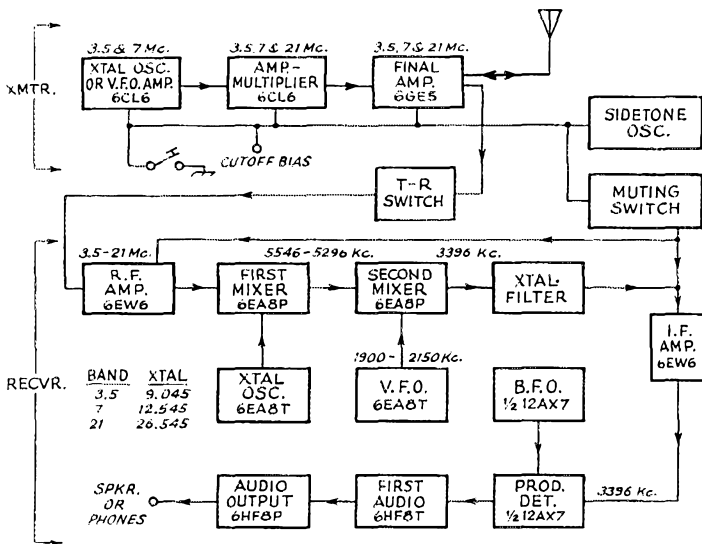 3.5 & 7 Mc.
3.5, 7 & 21 Mc.
3.5, 7 & 21 Mc.
XMTR.
XTAL OSC.
OR V.F.O. AMP.
6CL6
AMP.-
MULTIPLIER
6CL6
FINAL
AMP.
6GE5
SIDETONE
OSC.
CUTOFF BIAS
T-R
SWITCH
MUTING
SWITCH
3.5-21 Mc.
5546-5296 Kc.
3396 Kc.
R.F.
AMP.
6EW6
FIRST
MIXER
6EA8P
SECOND
MIXER
6EA8P
XTAL
FILTER
I.F.
AMP.
6EW6
RECVR.
BAND XTAL
3.5 9.045
7 12.545
21 26.545
XTAL
OSC.
6EA8T
1900-2150 Kc.
V.F.O.
6EA8T
B.F.O.
½ 12AX7
SPKR.
OR
PHONES
AUDIO
OUTPUT
6HF8P
FIRST
AUDIO
6HF8T
PROD.
DET.
½ 12AX7
3396 Kc.